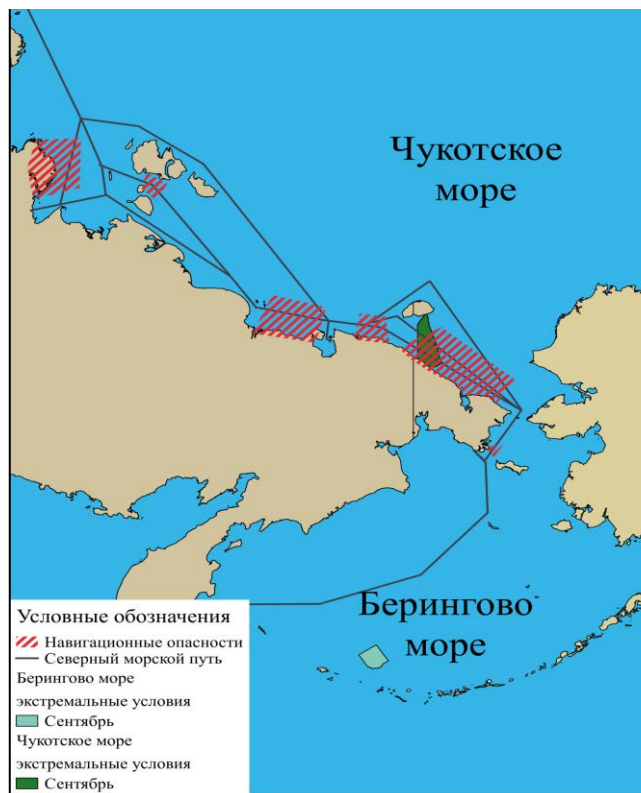 Чукотское
море
Берингово
море
Условные обозначения
Навигационные опасности
Северный морской путь
Берингово море
экстремальные условия
Сентябрь
Чукотское море
экстремальные условия
Сентябрь